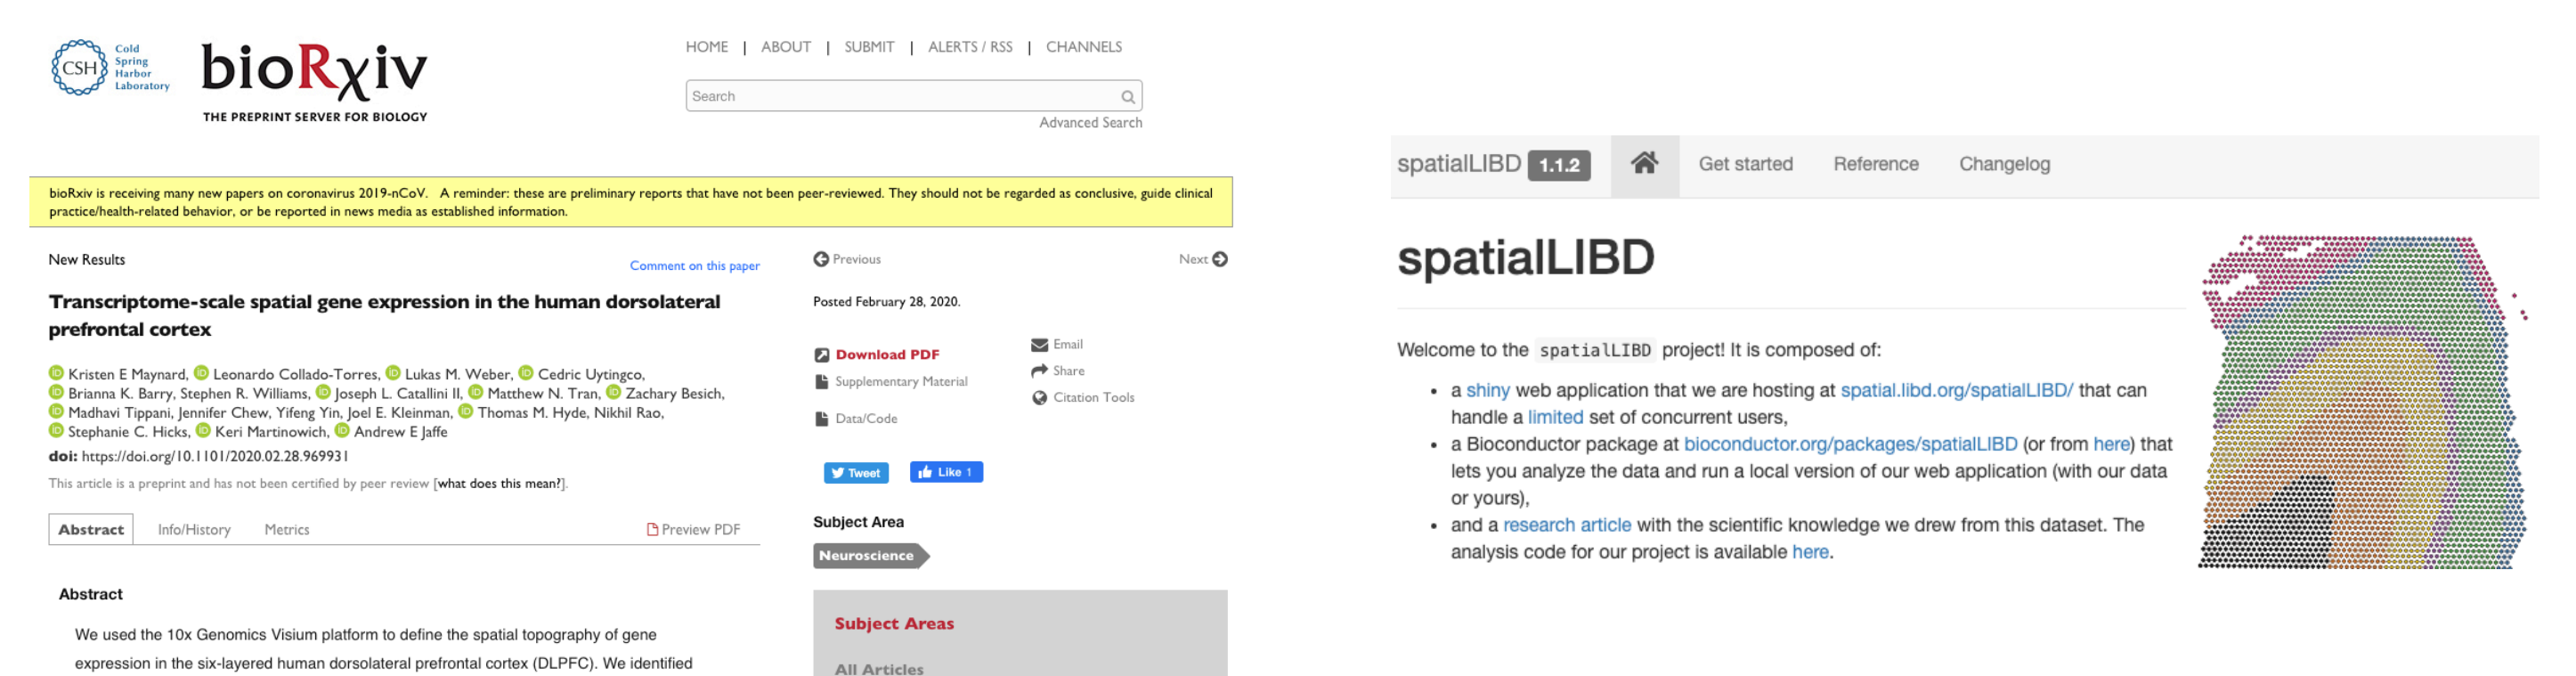 CSH
Cold
Spring
Harbor
Laboratory
bioRxiv
THE PREPRINT SERVER FOR BIOLOGY
HOME | ABOUT | SUBMIT | ALERTS / RSS | CHANNELS
Search
Advanced Search
bioRxiv is receiving many new papers on coronavirus 2019-nCoV. A reminder: these are preliminary reports that have not been peer-reviewed. They should not be regarded as conclusive, guide clinical
practice/health-related behavior, or be reported in news media as established information.
New Results
Comment on this paper
Transcriptome-scale spatial gene expression in the human dorsolateral
prefrontal cortex
iD Kristen E Maynard, iD Leonardo Collado-Torres, iD Lukas M. Weber, iD Cedric Uytingco,
iD Brianna K. Barry, Stephen R. Williams, iD Joseph L. Catallini II, iD Matthew N. Tran, iD Zachary Besich,
iD Madhavi Tippani, Jennifer Chew, Yifeng Yin, Joel E. Kleinman, iD Thomas M. Hyde, Nikhil Rao,
iD Stephanie C. Hicks, iD Keri Martinowich, iD Andrew E Jaffe
doi: https://doi.org/10.1101/2020.02.28.969931
This article is a preprint and has not been certified by peer review [what does this mean?].
Abstract Info/History Metrics Preview PDF
Abstract
We used the 10x Genomics Visium platform to define the spatial topography of gene
expression in the six-layered human dorsolateral prefrontal cortex (DLPFC). We identified
Previous Next
Posted February 28, 2020.
Download PDF
Supplementary Material
Data/Code
Email
Share
Citation Tools
Tweet
Like 1
Subject Area
Neuroscience
Subject Areas
All Articles
spatialLIBD 1.1.2 Get started Reference Changelog
spatialLIBD
Welcome to the spatialLIBD project! It is composed of:
• a shiny web application that we are hosting at spatial.libd.org/spatialLIBD/ that can
handle a limited set of concurrent users,
• a Bioconductor package at bioconductor.org/packages/spatialLIBD (or from here) that
lets you analyze the data and run a local version of our web application (with our data
or yours),
• and a research article with the scientific knowledge we drew from this dataset. The
analysis code for our project is available here.